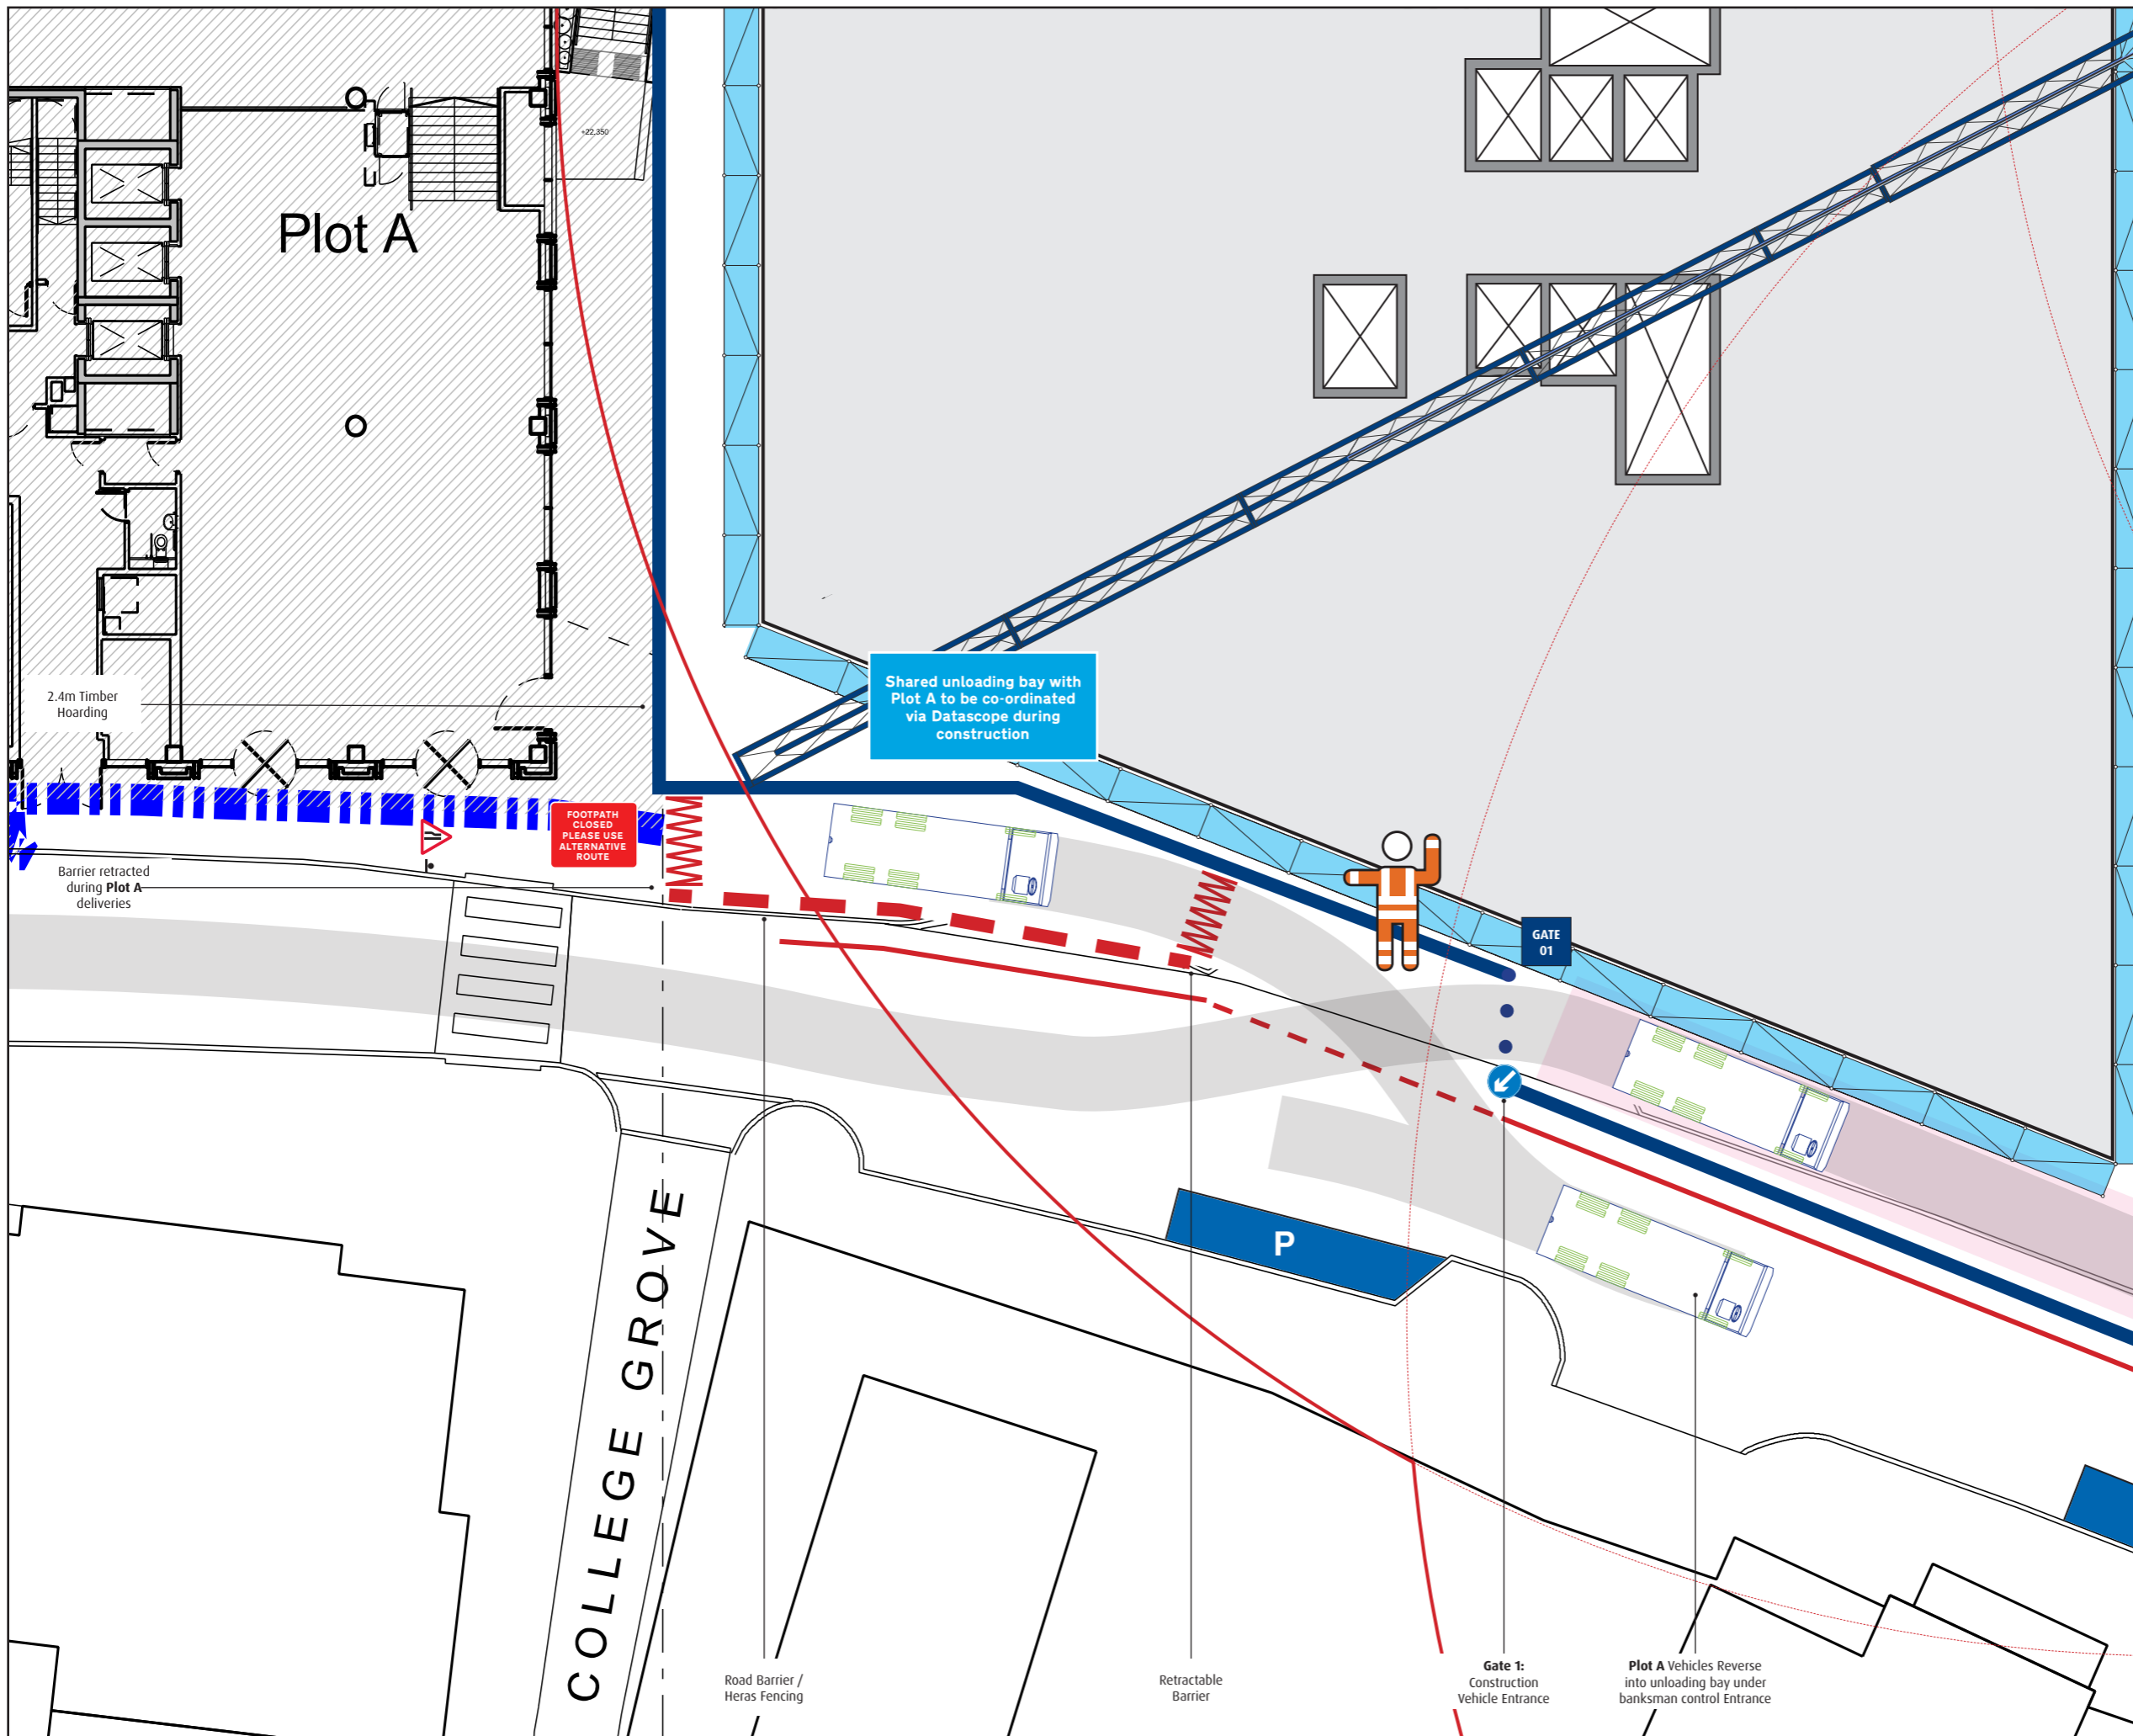 +22.350
Plot A
2.4m Timber
Hoarding
Shared unloading bay with
Plot A to be co-ordinated
via Datascope during
construction
FOOTPATH
CLOSED
PLEASE USE
ALTERNATIVE
ROUTE
Barrier retracted
during Plot A
deliveries
GATE
01
P
COLLEGE GROVE
Road Barrier /
Heras Fencing
Retractable
Barrier
Gate 1:
Construction
Vehicle Entrance
Plot A Vehicles Reverse
into unloading bay under
banksman control Entrance